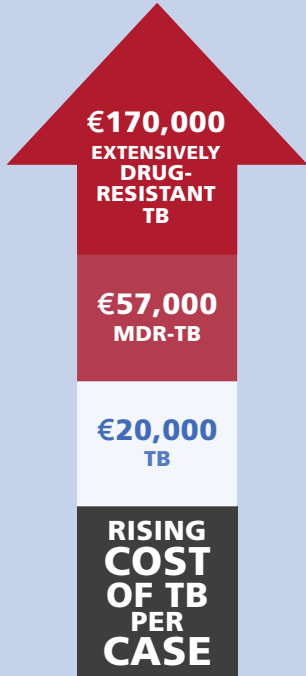 €170,000
EXTENSIVELY
DRUG-
RESISTANT
TB
€57,000
MDR-TB
€20,000
TB
RISING
COST
OF TB
PER
CASE